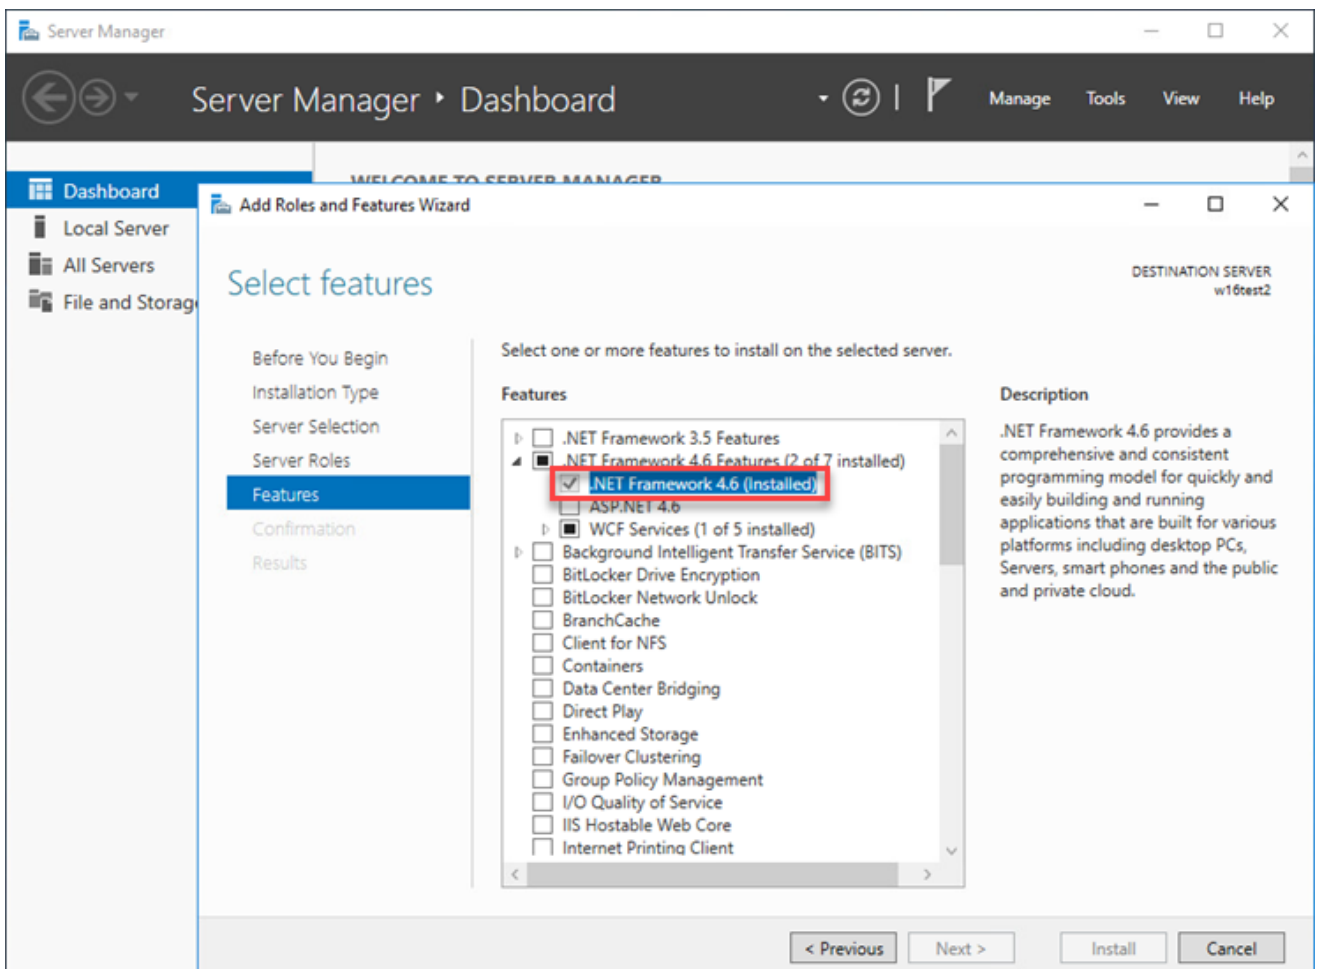 Server Manager
Server Manager • Dashboard
Manage Tools View Help
WELCOME TO SERVER MANAGER
Dashboard
Local Server
All Servers
File and Storag
Add Roles and Features Wizard
Select features
DESTINATION SERVER
w16test2
Before You Begin
Installation Type
Server Selection
Server Roles
Features
Confirmation
Results
Select one or more features to install on the selected server.
Features
.NET Framework 3.5 Features
.NET Framework 4.6 Features (2 of 7 installed)
.NET Framework 4.6 (Installed)
ASP.NET 4.6
WCF Services (1 of 5 installed)
Background Intelligent Transfer Service (BITS)
BitLocker Drive Encryption
BitLocker Network Unlock
BranchCache
Client for NFS
Containers
Data Center Bridging
Direct Play
Enhanced Storage
Failover Clustering
Group Policy Management
I/O Quality of Service
IIS Hostable Web Core
Internet Printing Client
Description
.NET Framework 4.6 provides a
comprehensive and consistent
programming model for quickly and
easily building and running
applications that are built for various
platforms including desktop PCs,
Servers, smart phones and the public
and private cloud.
< Previous Next > Install Cancel